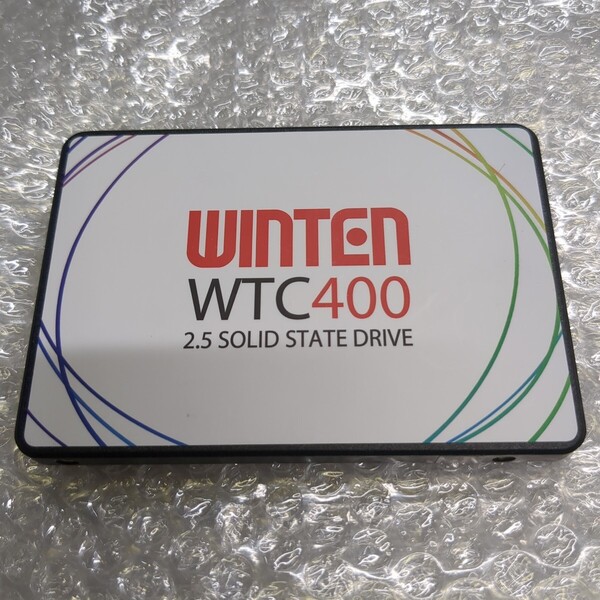 WINTEN
WTC400
2.5 SOLID STATE DRIVE